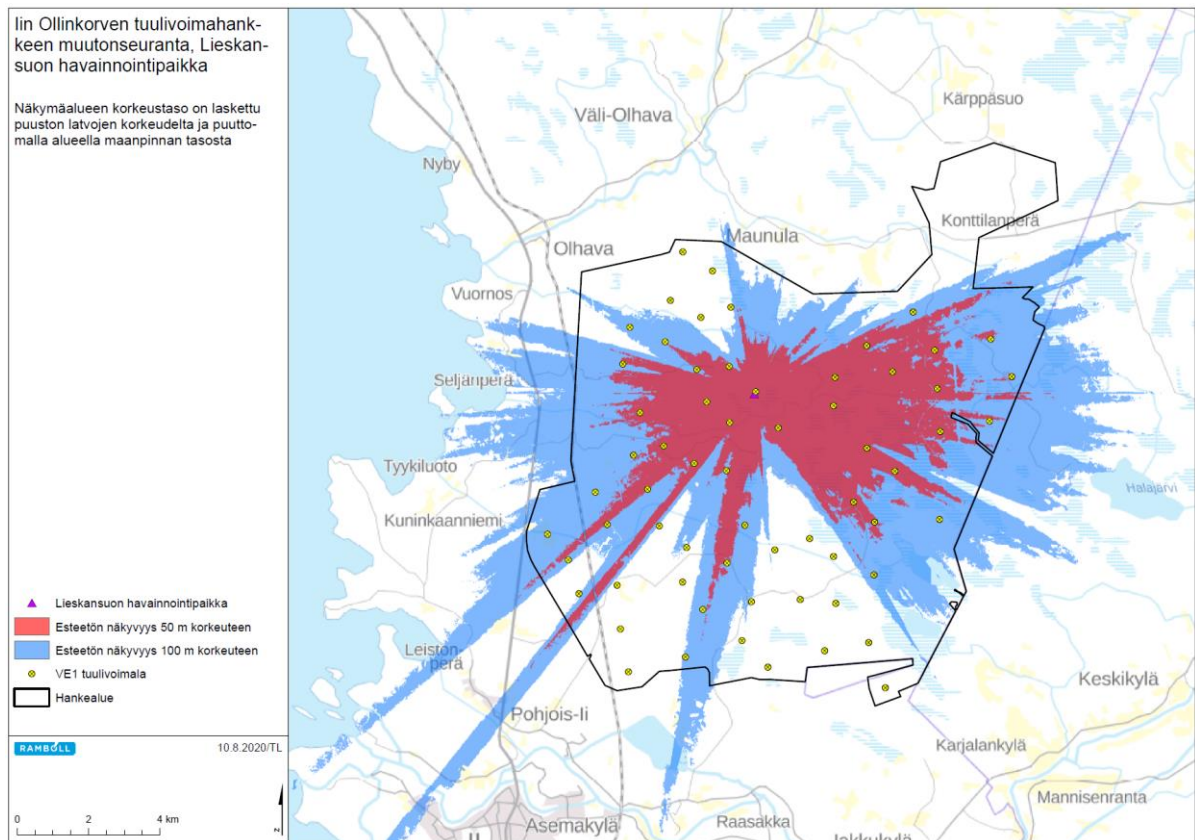 Iin Ollinkorven tuulivoimahank-
keen muutonseuranta, Lieskan-
suon havainnointipaikka
Näkymäalueen korkeustaso on laskettu
puuston latvojen korkeudelta ja puutto-
malla alueella maanpinnan tasosta
Lieskansuon havainnointipaikka
Esteetön näkyvyys 50 m korkeuteen
Esteetön näkyvyys 100 m korkeuteen
VE1 tuulivoimala
Hankealue
RAMBOLL
10.8.2020/TL
0 2 4 km
N
Kärppäsuo
Väli-Olhava
Nyby
Konttilanperä
Maunula
Olhava
Vuornos
Seljänperä
Tyykiluoto
Halajärvi
Kuninkaanniemi
Leiston-
perä
Keskikylä
Pohjois-Ii
Karjalankylä
Mannisenranta
Asemakylä
Raasakka